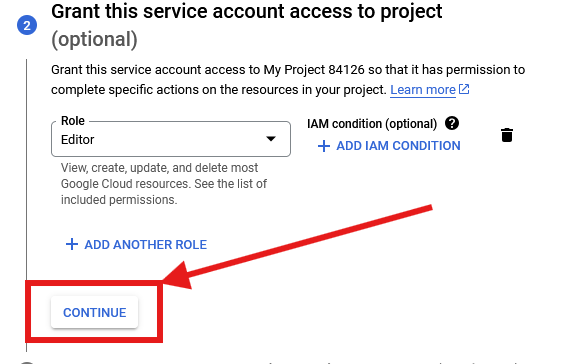 2
Grant this service account access to project
(optional)
Grant this service account access to My Project 84126 so that it has permission to
complete specific actions on the resources in your project. Learn more
Role
Editor
IAM condition (optional) ?
+ ADD IAM CONDITION
View, create, update, and delete most
Google Cloud resources. See the list of
included permissions.
+ ADD ANOTHER ROLE
CONTINUE